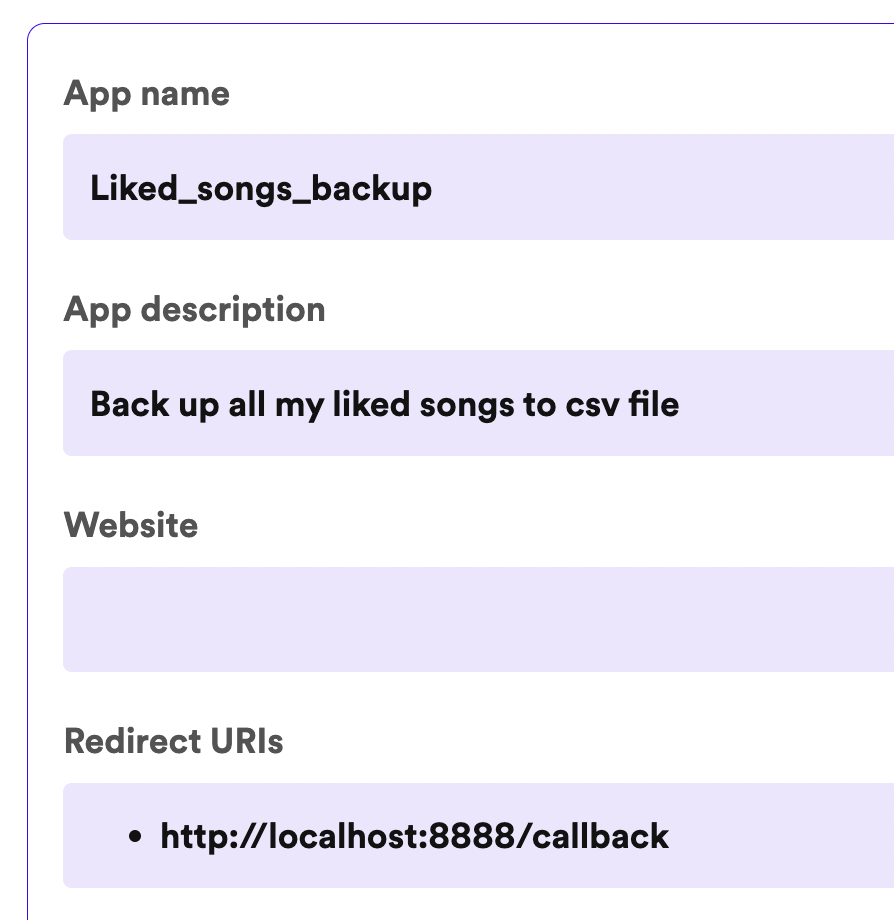 App name
Liked_songs_backup
App description
Back up all my liked songs to csv file
Website
Redirect URIs
• http://localhost:8888/callback